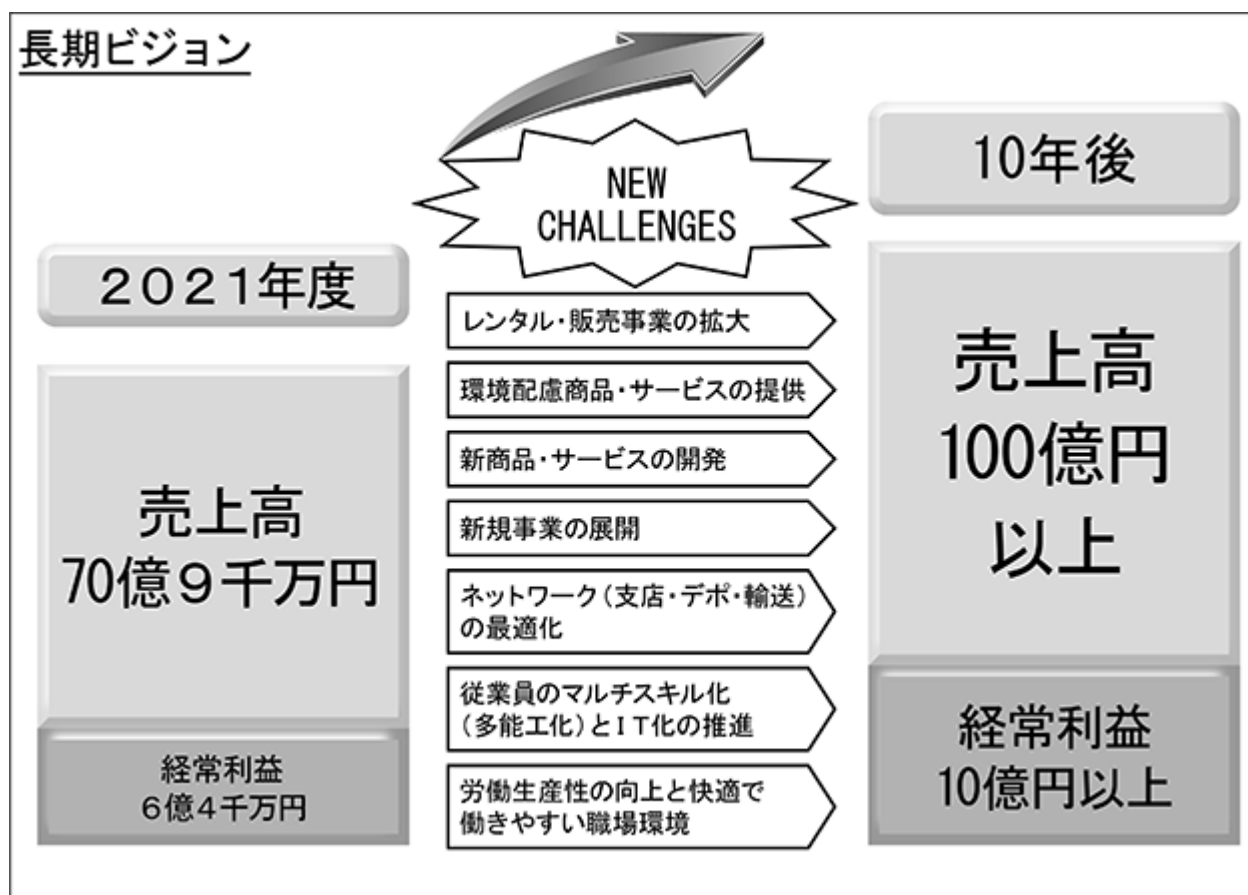 長期ビジョン
NEW
CHALLENGES
2021年度
売上高
70億9千万円
経常利益
6億4千万円
レンタル・販売事業の拡大
環境配慮商品・サービスの提供
新商品・サービスの開発
新規事業の展開
ネットワーク(支店・デポ・輸送)
の最適化
従業員のマルチスキル化
(多能工化)とIT化の推進
労働生産性の向上と快適で
働きやすい職場環境
10年後
売上高
100億円
以上
経常利益
10億円以上